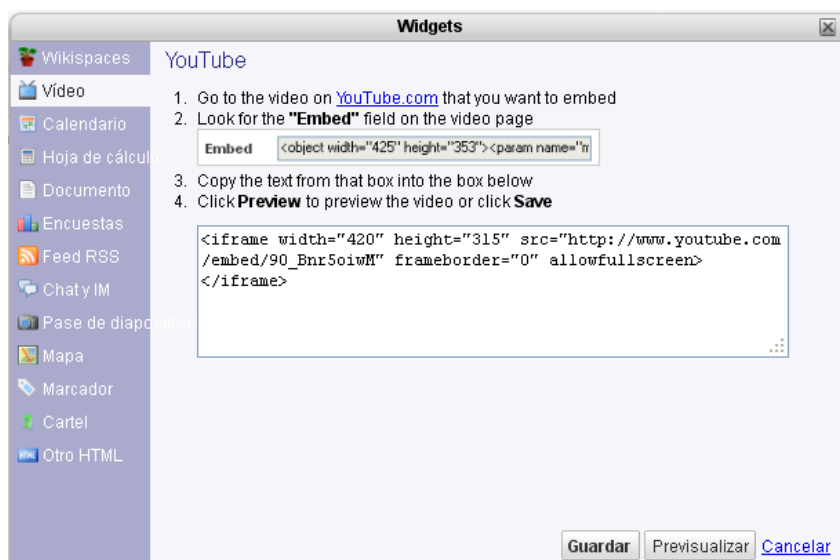 Widgets
Wikispaces
Vídeo
Calendario
Hoja de cálculo
Documento
Encuestas
Feed RSS
Chat y IM
Pase de diapositivas
Mapa
Marcador
Cartel
Otro HTML
YouTube
1. Go to the video on YouTube.com that you want to embed
2. Look for the "Embed" field on the video page
Embed <object width="425" height="353"><param name="m
3. Copy the text from that box into the box below
4. Click Preview to preview the video or click Save
<iframe width="420" height="315" src="http://www.youtube.com
/embed/90_Bnr5oiwM" frameborder="0" allowfullscreen>
</iframe>
Guardar Previsualizar Cancelar